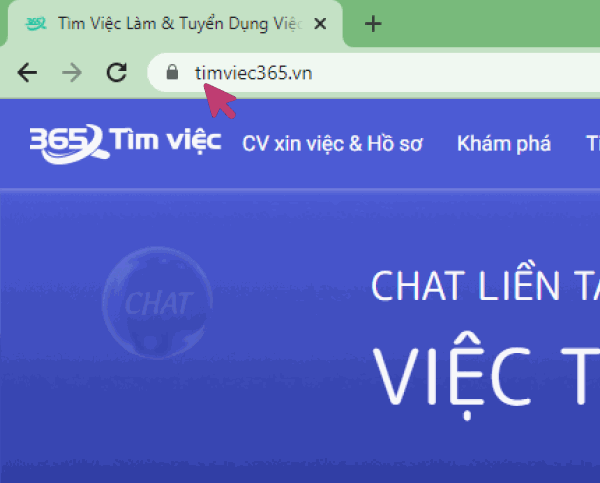 Tìm Việc Làm & Tuyển Dụng Việc
timviec365.vn
365 Tìm việc CV xin việc & Hồ sơ Khám phá
CHAT
CHAT LIỀN
VIỆC